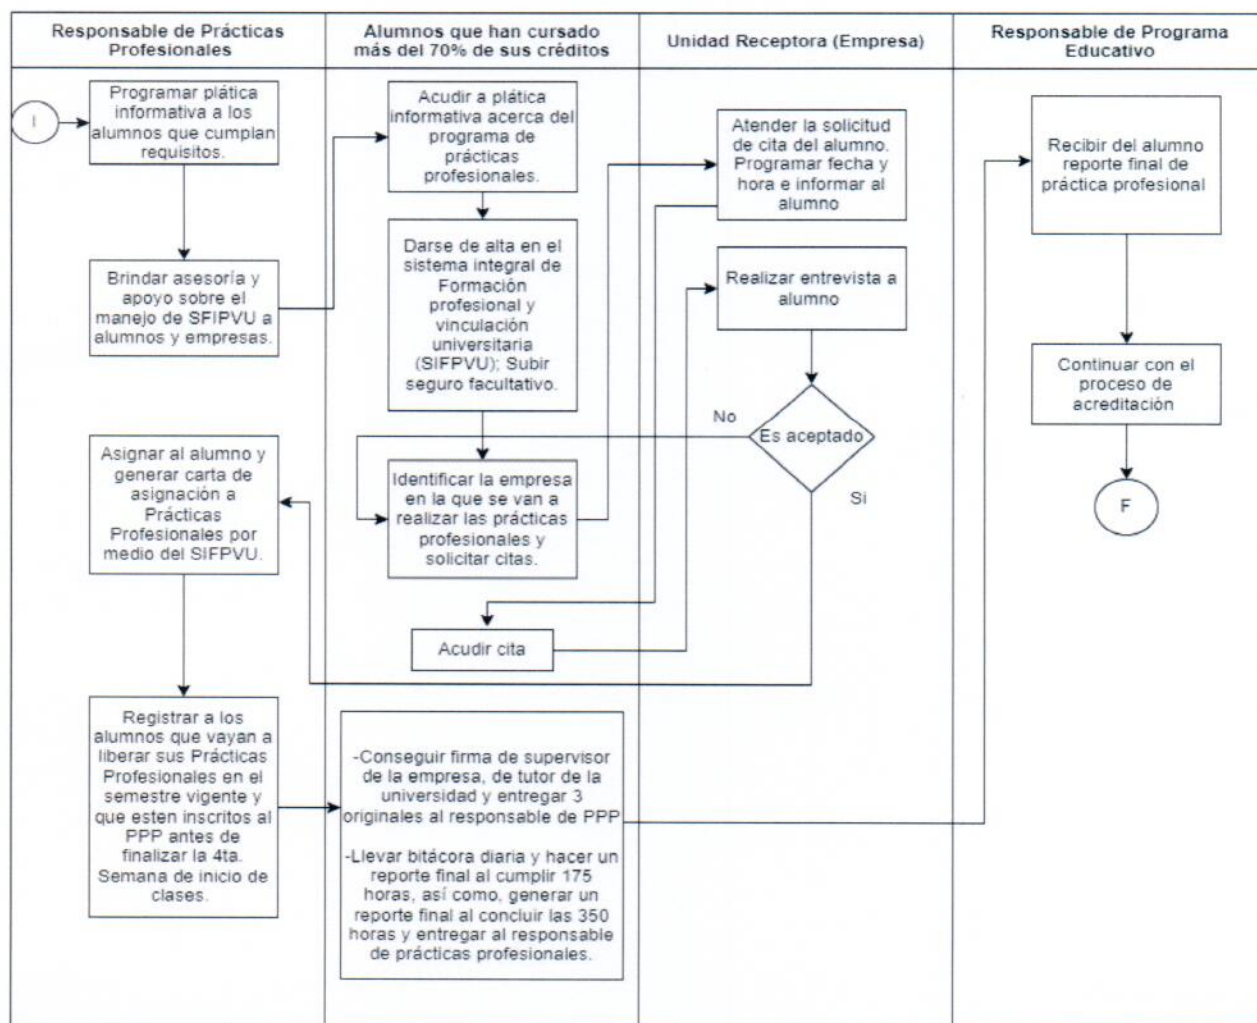 Responsable de Prácticas
Profesionales
Alumnos que han cursado
más del 70% de sus créditos
Unidad Receptora (Empresa)
Responsable de Programa
Educativo
I
Programar plática
informativa a los
alumnos que cumplan
requisitos.
Brindar asesoría y
apoyo sobre el
manejo de SFIPVU a
alumnos y empresas.
Asignar al alumno y
generar carta de
asignación a
Prácticas
Profesionales por
medio del SIFPVU.
Registrar a los
alumnos que vayan a
liberar sus Prácticas
Profesionales en el
semestre vigente y
que esten inscritos al
PPP antes de
finalizar la 4ta.
Semana de inicio de
clases.
Acudir a plática
informativa acerca del
programa de
prácticas
profesionales.
Darse de alta en el
sistema integral de
Formación
profesional y
vinculación
universitaria
(SIFPVU); Subir
seguro facultativo.
Identificar la empresa
en la que se van a
realizar las prácticas
profesionales y
solicitar citas.
Acudir cita
-Conseguir firma de supervisor
de la empresa, de tutor de la
universidad y entregar 3
originales al responsable de PPP
-Llevar bitácora diaria y hacer un
reporte final al cumplir 175
horas, así como, generar un
reporte final al concluir las 350
horas y entregar al responsable
de prácticas profesionales.
Atender la solicitud
de cita del alumno.
Programar fecha y
hora e informar al
alumno
Realizar entrevista a
alumno
No
Es aceptado
Si
Recibir del alumno
reporte final de
práctica profesional
Continuar con el
proceso de
acreditación
F